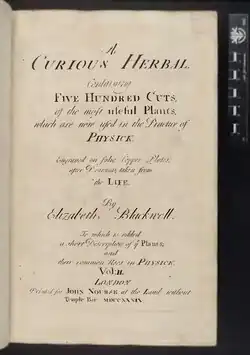 A
CURIOUS HERBAL.
Containing
FIVE HUNDRED CUTS,
of the most useful Plants,
which are now used in the Practice of
PHYSICK.
Engraved on folio Copper Plates,
after Drawings, taken from
the LIFE.
By
Elizabeth Blackwell.
To which is added
a short Description of ye Plants;
and
their common Uses in PHYSICK.
Vol: II.
LONDON
Printed for JOHN NOURSE at the Lamb without
Temple Bar MDCCXXXIX.